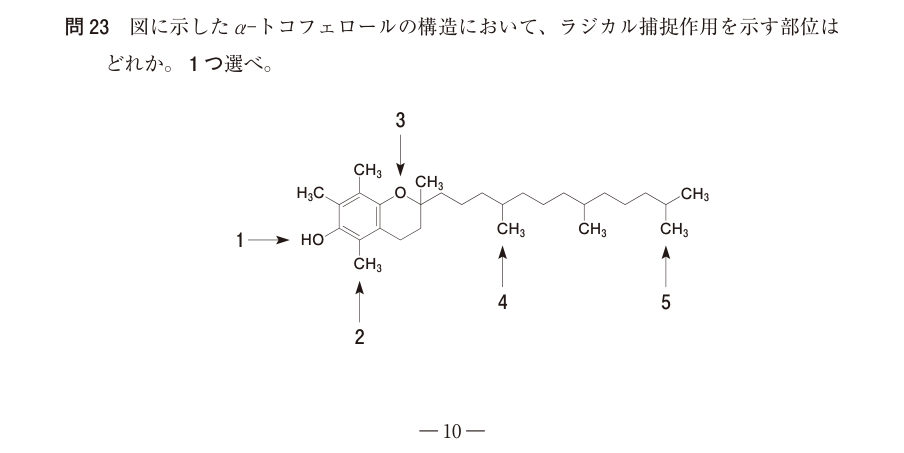 問23 図に示した α-トコフェロールの構造において、ラジカル捕捉作用を示す部位は
どれか。1つ選べ。
3
CH₃
H₃C
O
CH₃
CH₃
1
HO
CH₃
CH₃
CH₃
CH₃
4
5
2
— 10 —